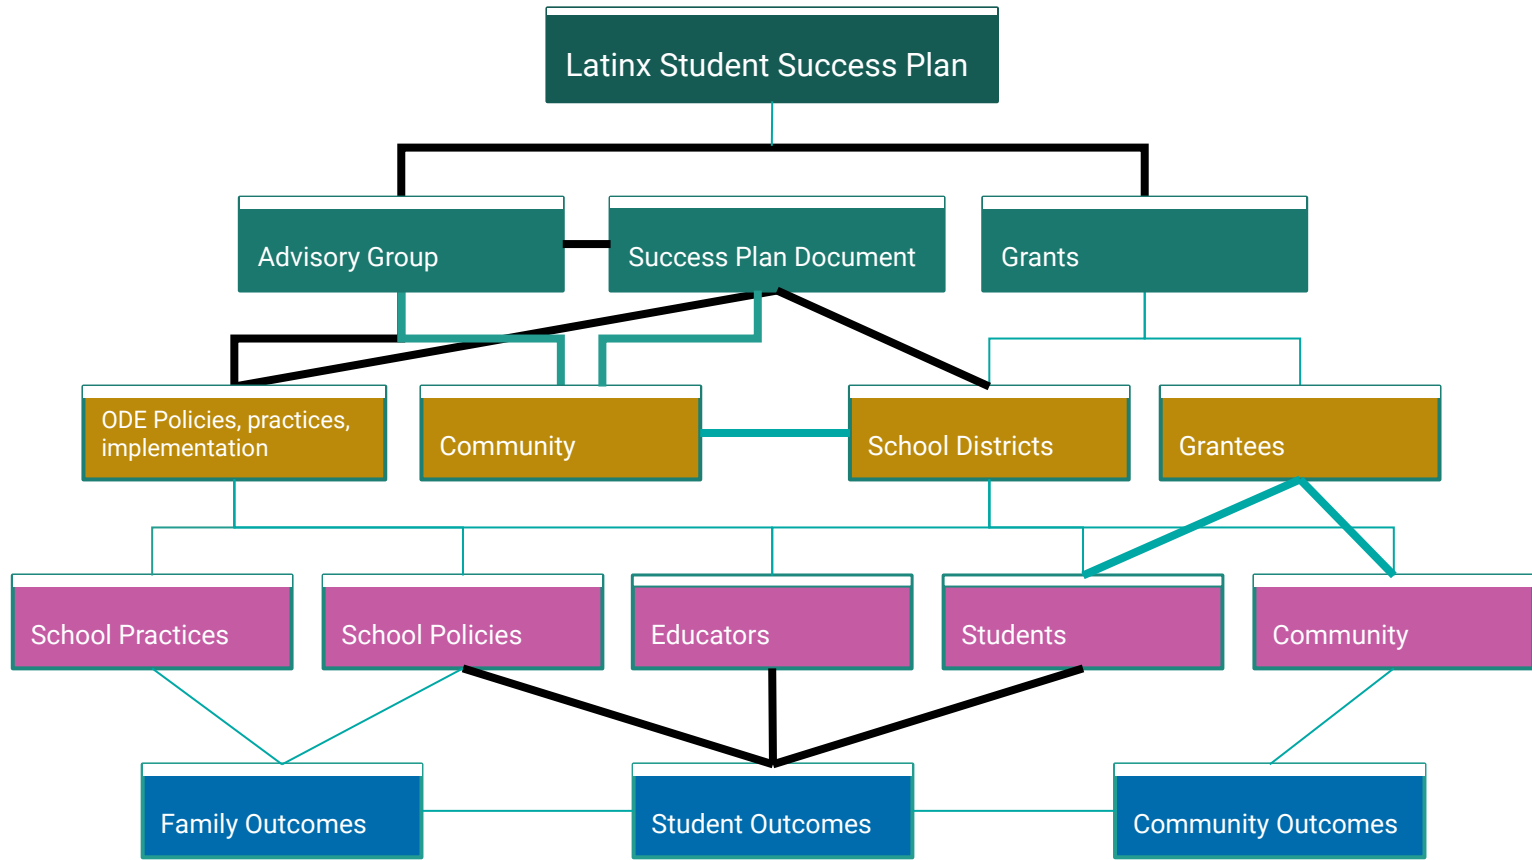 Latinx Student Success Plan
Advisory Group
Success Plan Document
Grants
ODE Policies, practices,
implementation
Community
School Districts
Grantees
School Practices
School Policies
Educators
Students
Community
Family Outcomes
Student Outcomes
Community Outcomes